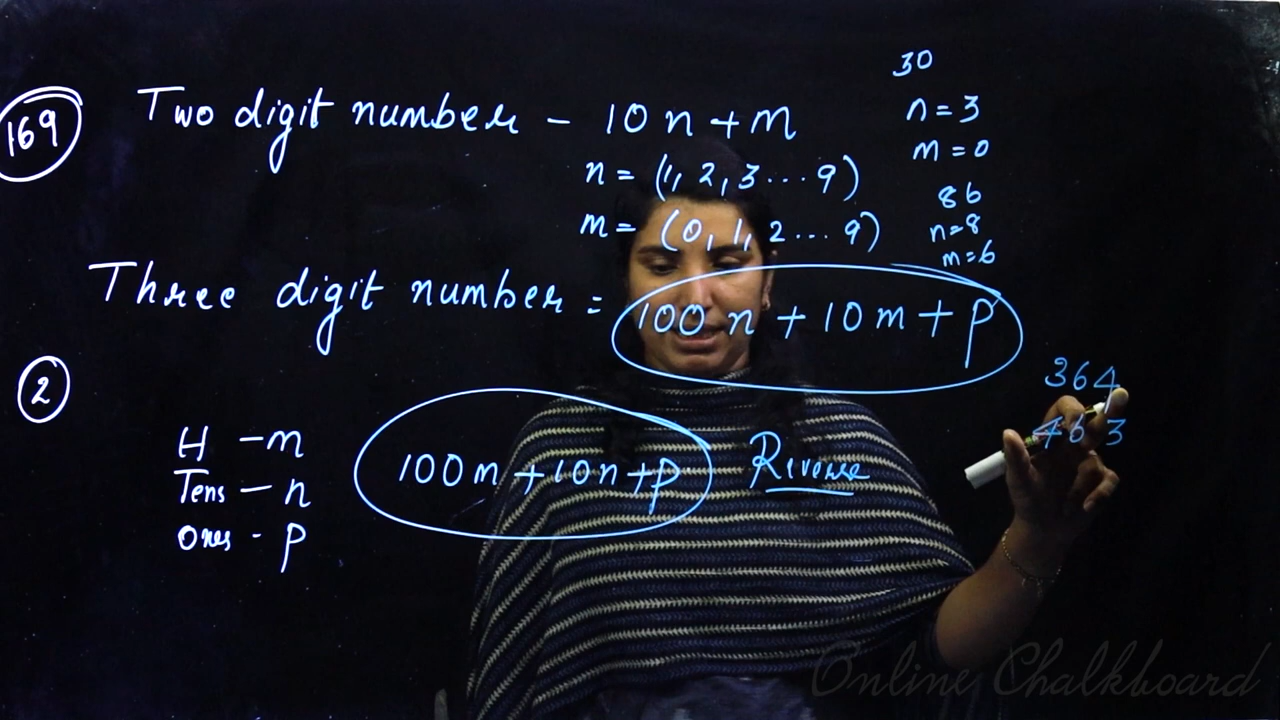 169
Two digit number - 10n+m
n = (1, 2, 3 ... 9)
m = (0, 1, 2 ... 9)
30
n = 3
m = 0
86
n=8
m=6
Three digit number = 100n + 10m + p
2
H - m
Tens - n
Ones - p
100m + 10n + p
Reverse
364
463
Online Chalkboard